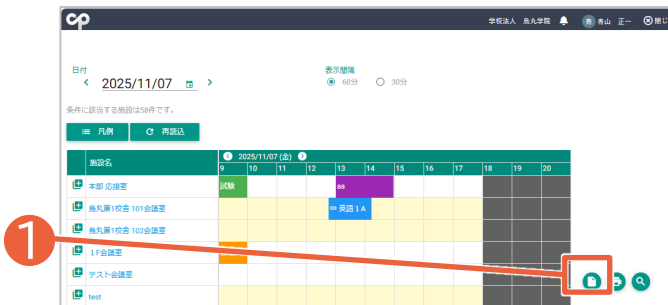 cp 学校法人 烏丸学院 青 青山 正一 閉じ
日付
2025/11/07
表示間隔
60分 30分
条件に該当する施設は58件です。
凡例 再読込
施設名 2025/11/07 (金)
9 10 11 12 13 14 15 16 17 18 19 20
本部 応接室 試験 aa
烏丸第1校舎 101会議室 英語 1 A
烏丸第1校舎 102会議室
1 F会議室
テスト会議室
test
1